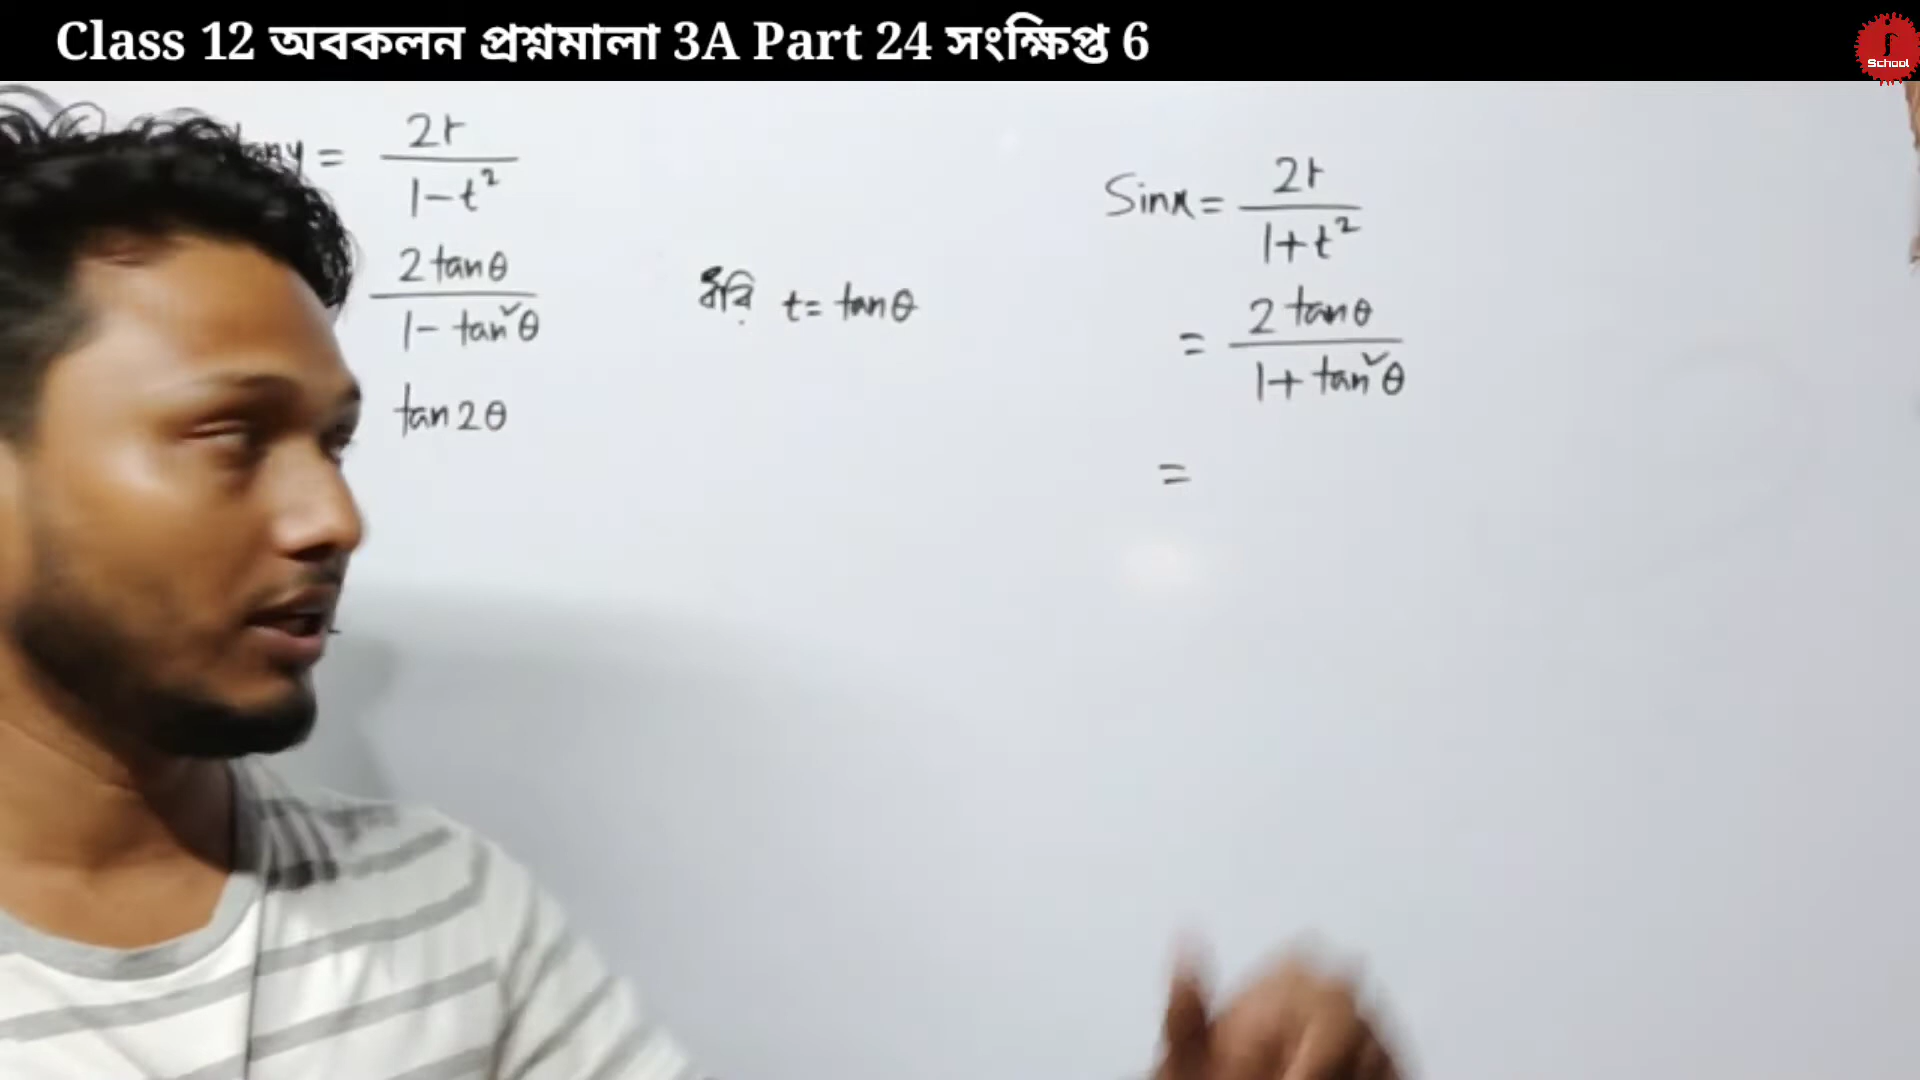 Class 12 অবকলন প্রশ্নমালা 3A Part 24 সংক্ষিপ্ত 6
School
tany = 2t / 1-t²
2tanθ / 1-tan²θ
tan2θ
ধরি t = tanθ
Sinx = 2t / 1+t²
= 2tanθ / 1+tan²θ
=